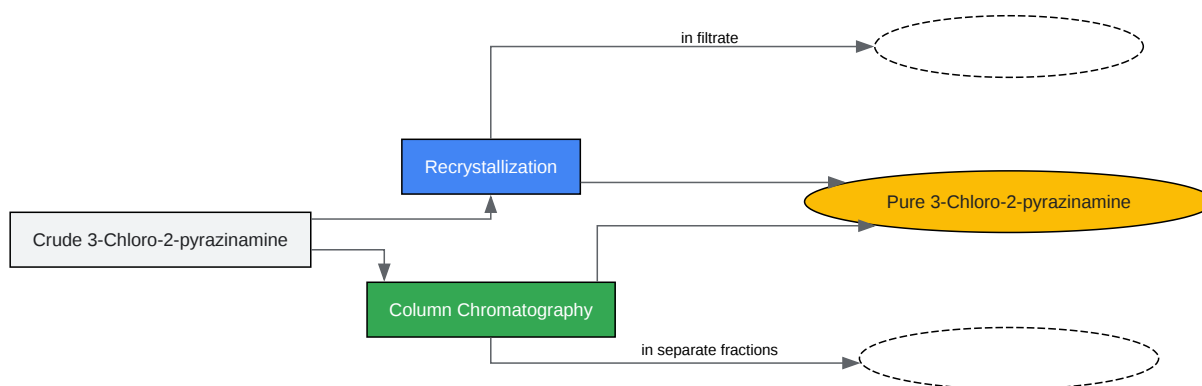 in filtrate
Recrystallization
Pure 3-Chloro-2-pyrazinamine
Crude 3-Chloro-2-pyrazinamine
Column Chromatography
in separate fractions